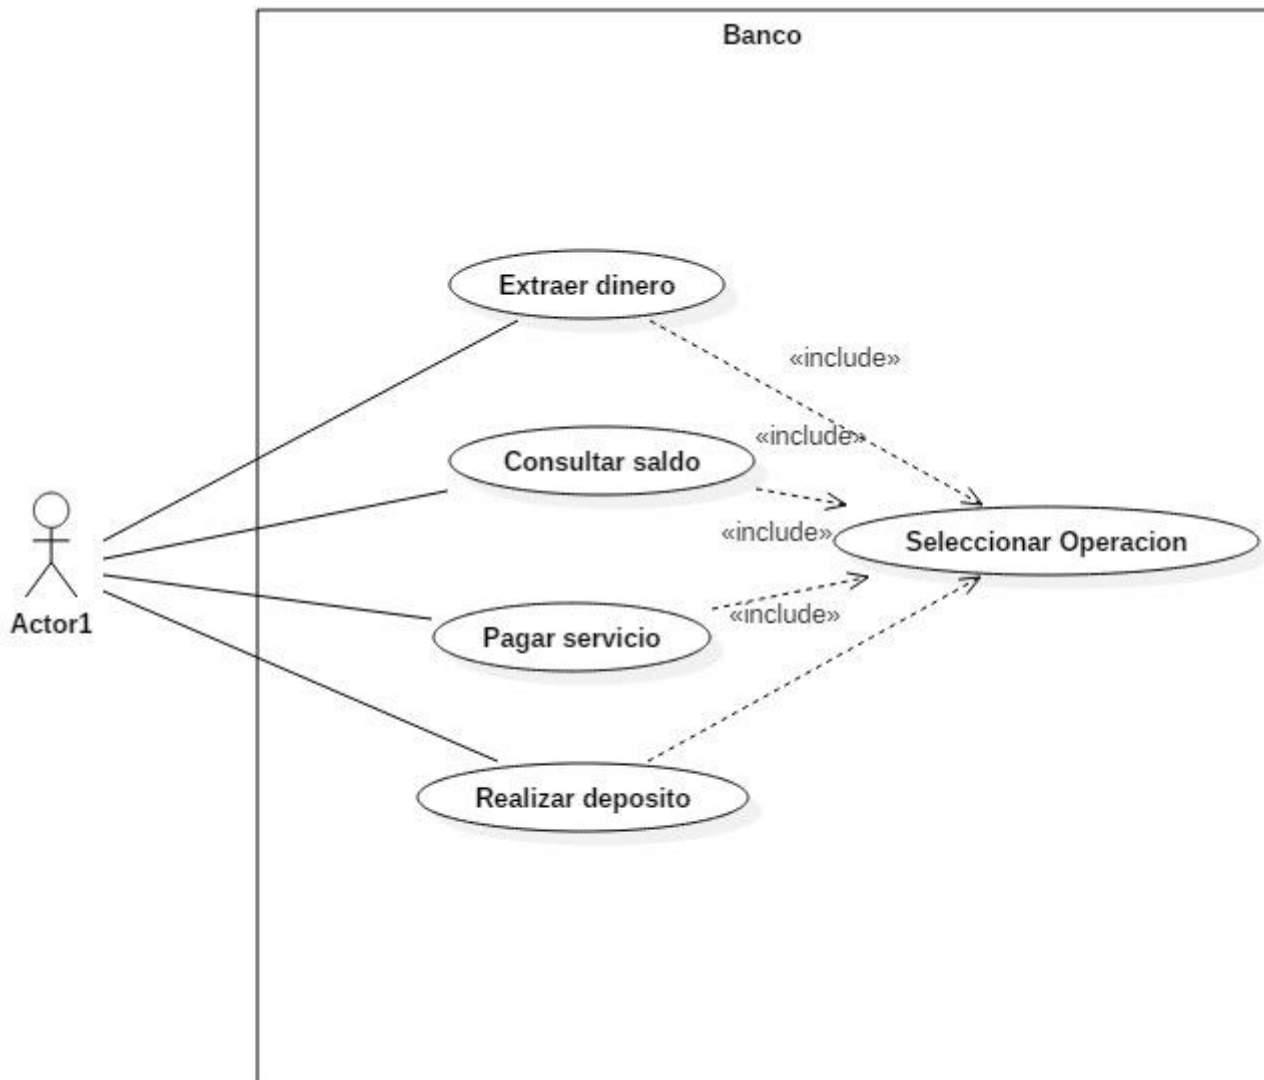 Banco
Extraer dinero
«include»
«include»
Consultar saldo
«include»
Seleccionar Operacion
«include»
Actor1
Pagar servicio
Realizar deposito